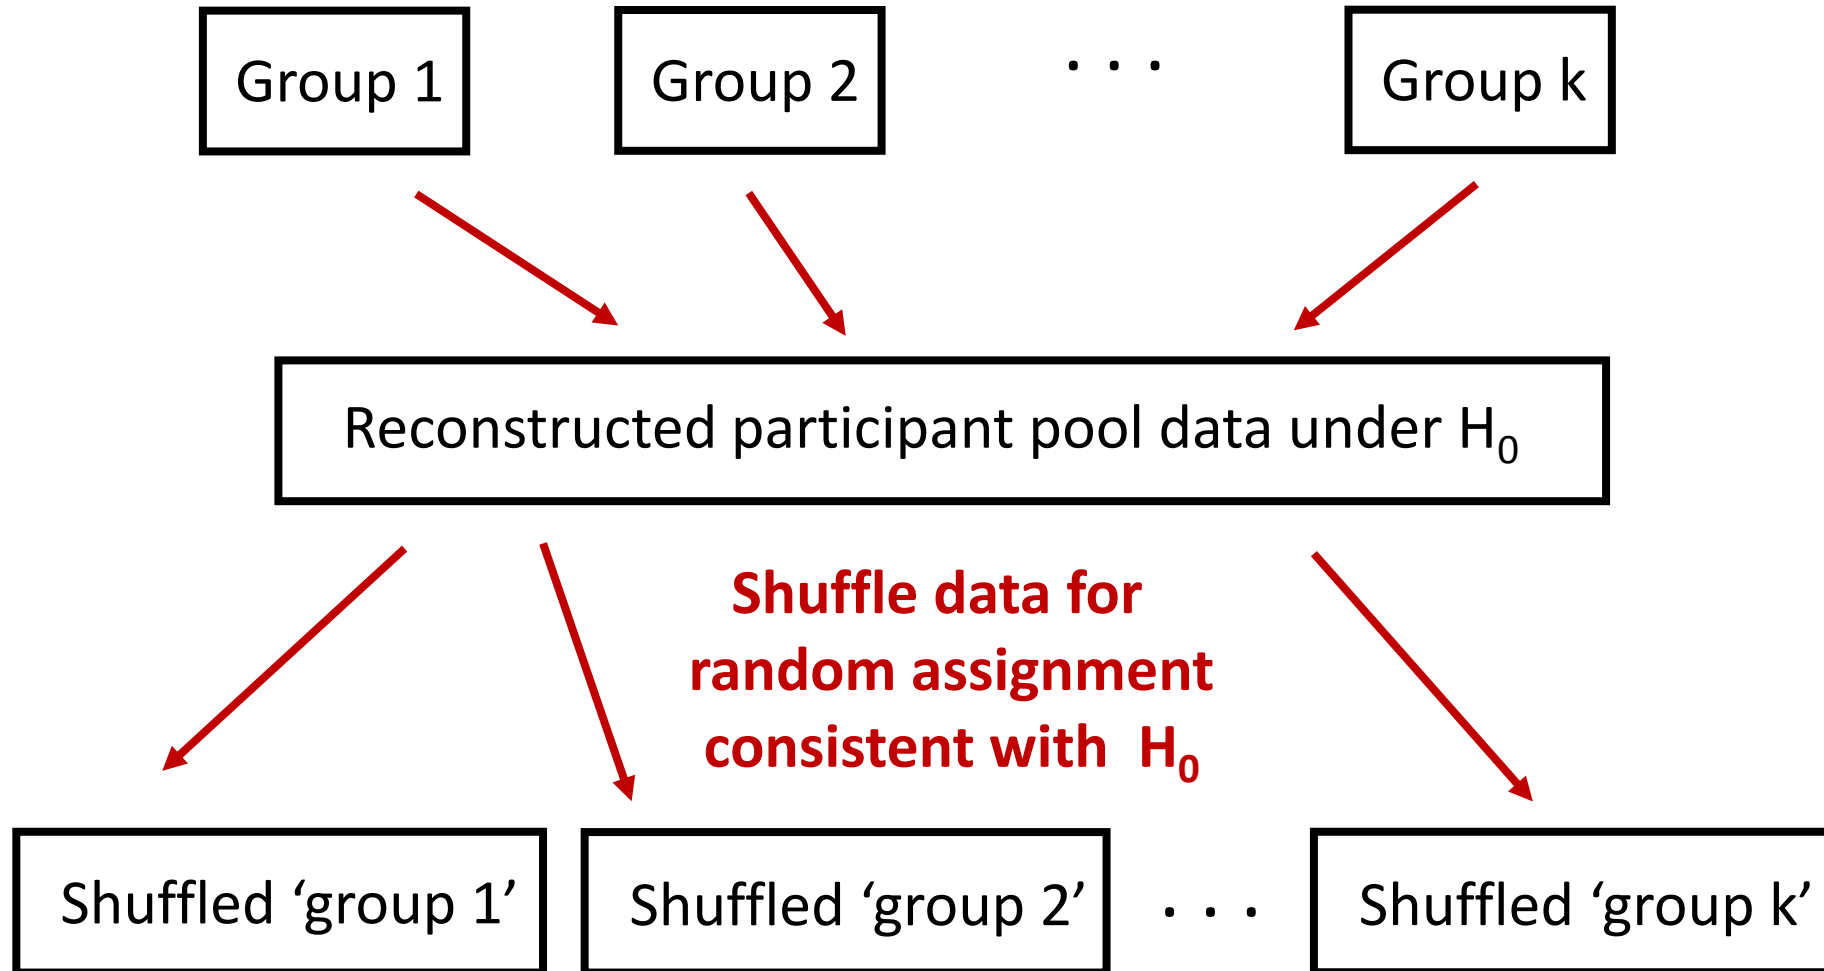 Group 1
Group 2
. . .
Group k
Reconstructed participant pool data under H₀
Shuffle data for
random assignment
consistent with H₀
Shuffled ‘group 1’
Shuffled ‘group 2’
. . .
Shuffled ‘group k’